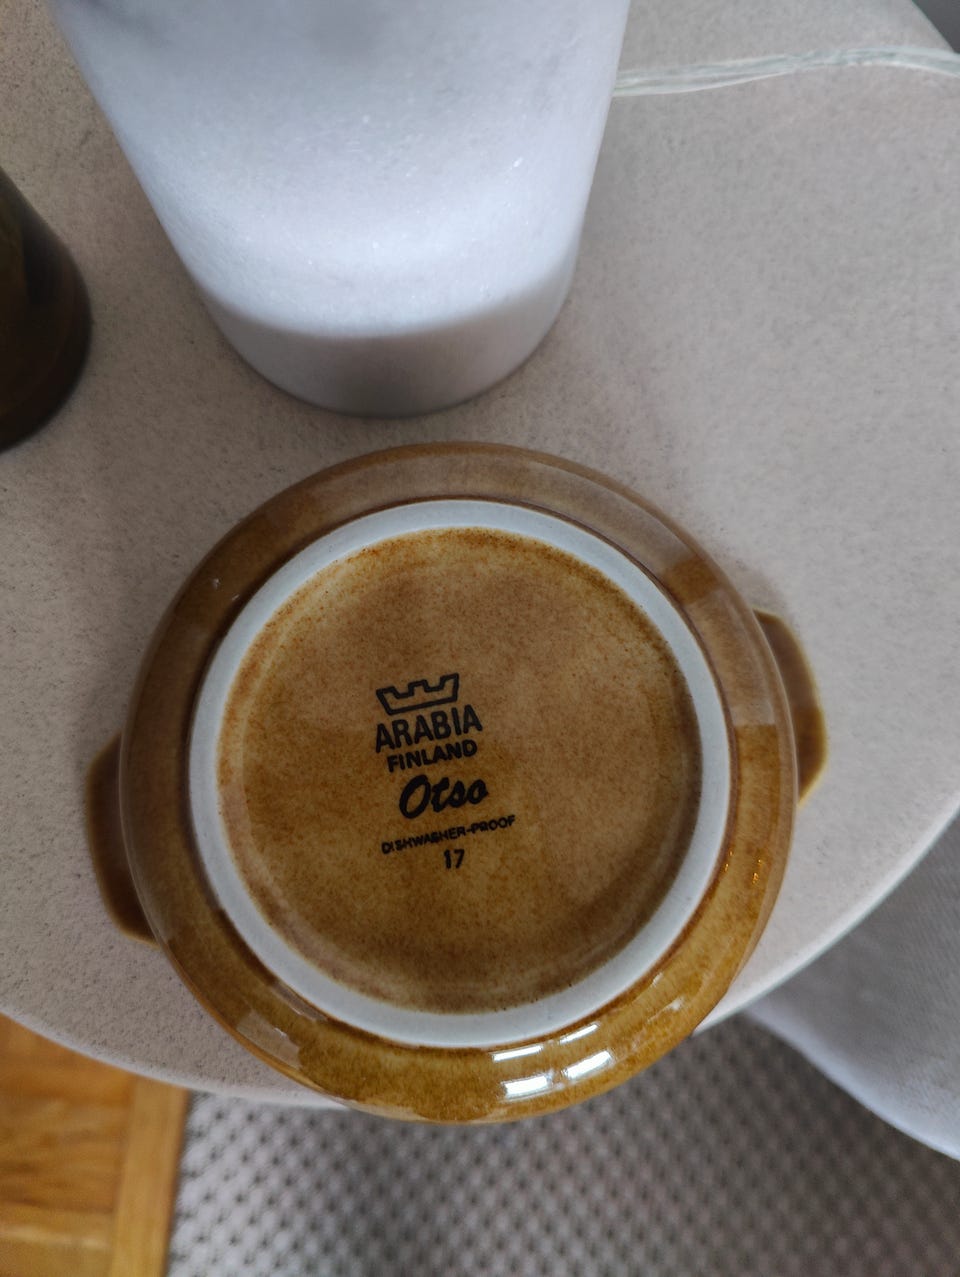 ARABIA
FINLAND
Otso
DISHWASHER-PROOF
17